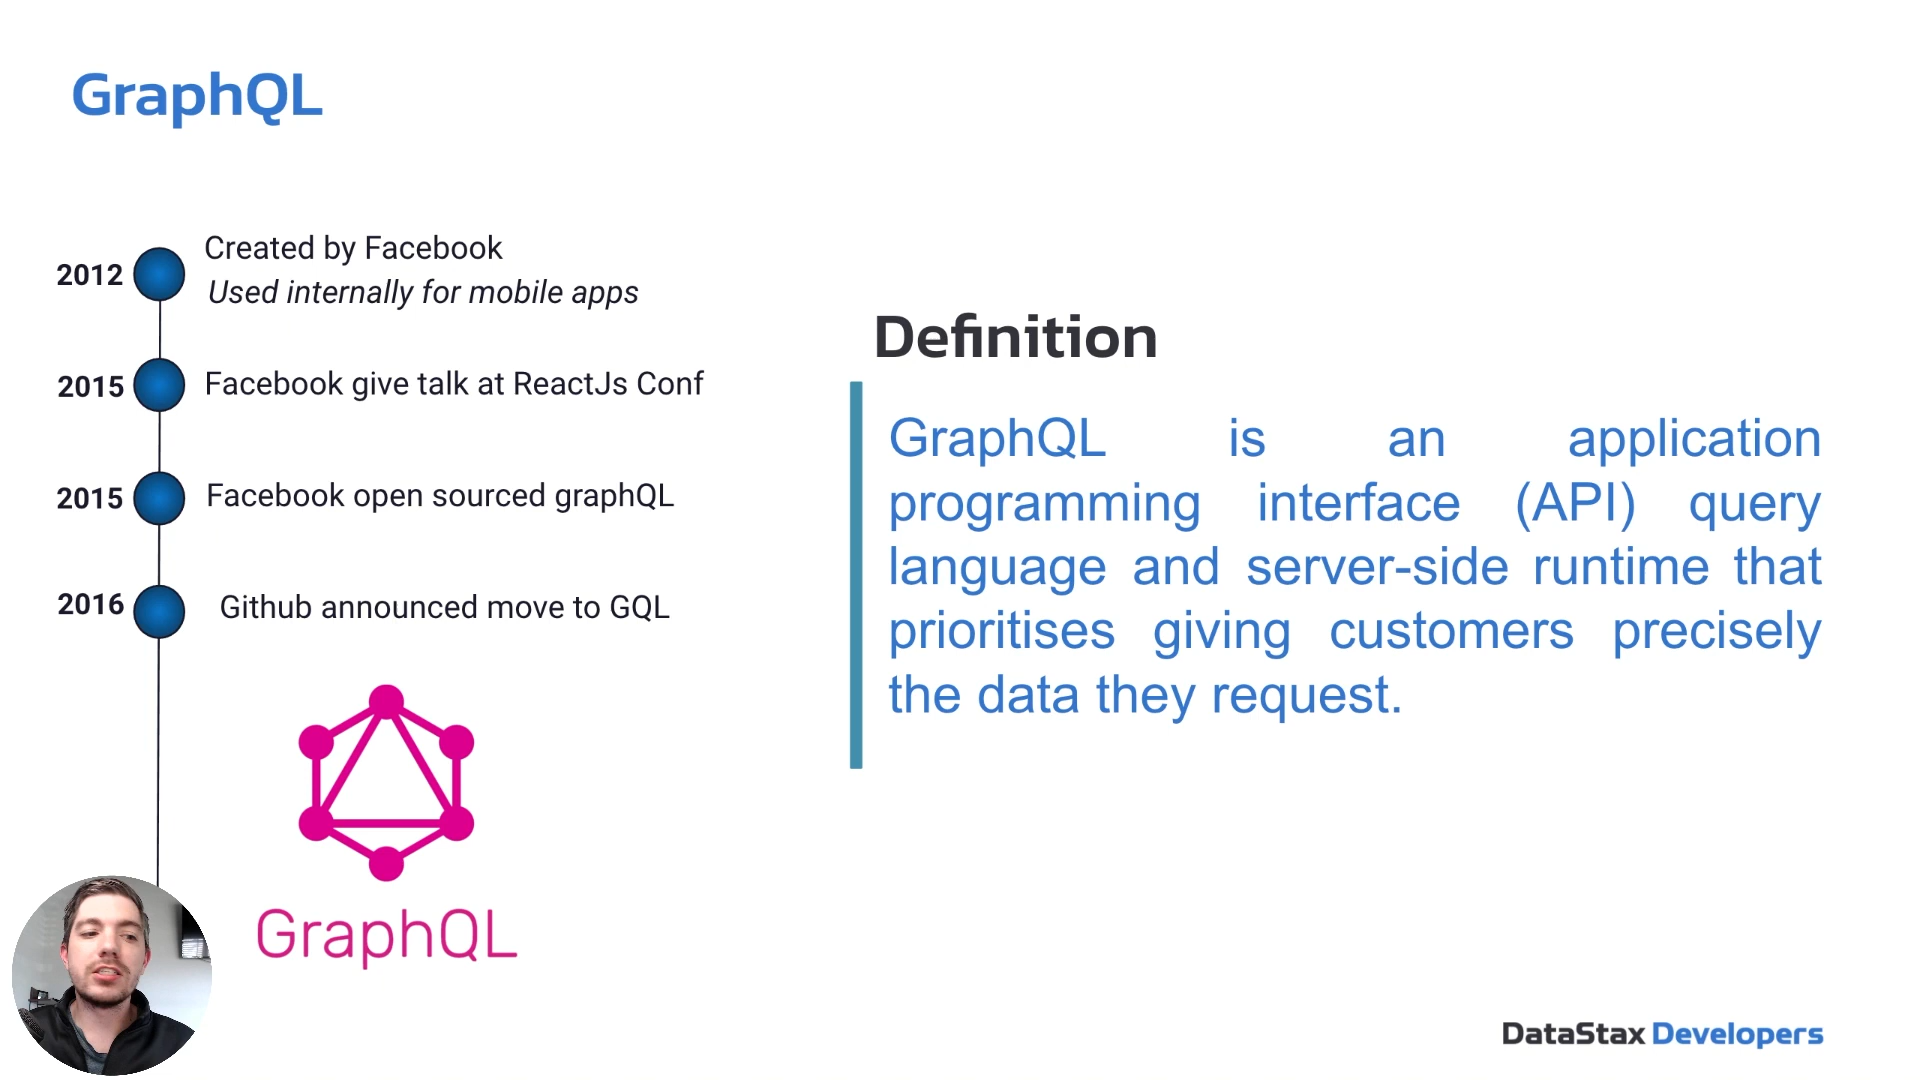 GraphQL
2012
Created by Facebook
Used internally for mobile apps
2015
Facebook give talk at ReactJs Conf
2015
Facebook open sourced graphQL
2016
Github announced move to GQL
GraphQL
Definition
GraphQL is an application
programming interface (API) query
language and server-side runtime that
prioritises giving customers precisely
the data they request.
DataStax Developers